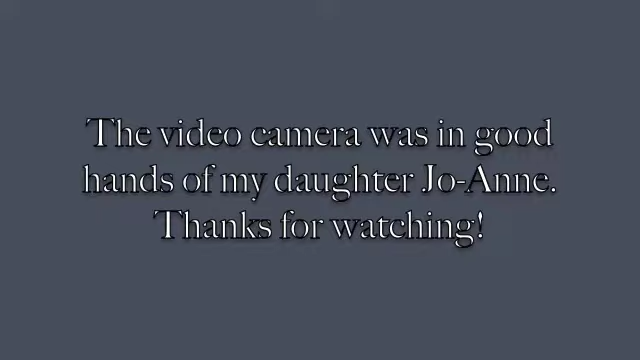 The video camera was in good
hands of my daughter Jo-Anne.
Thanks for watching!